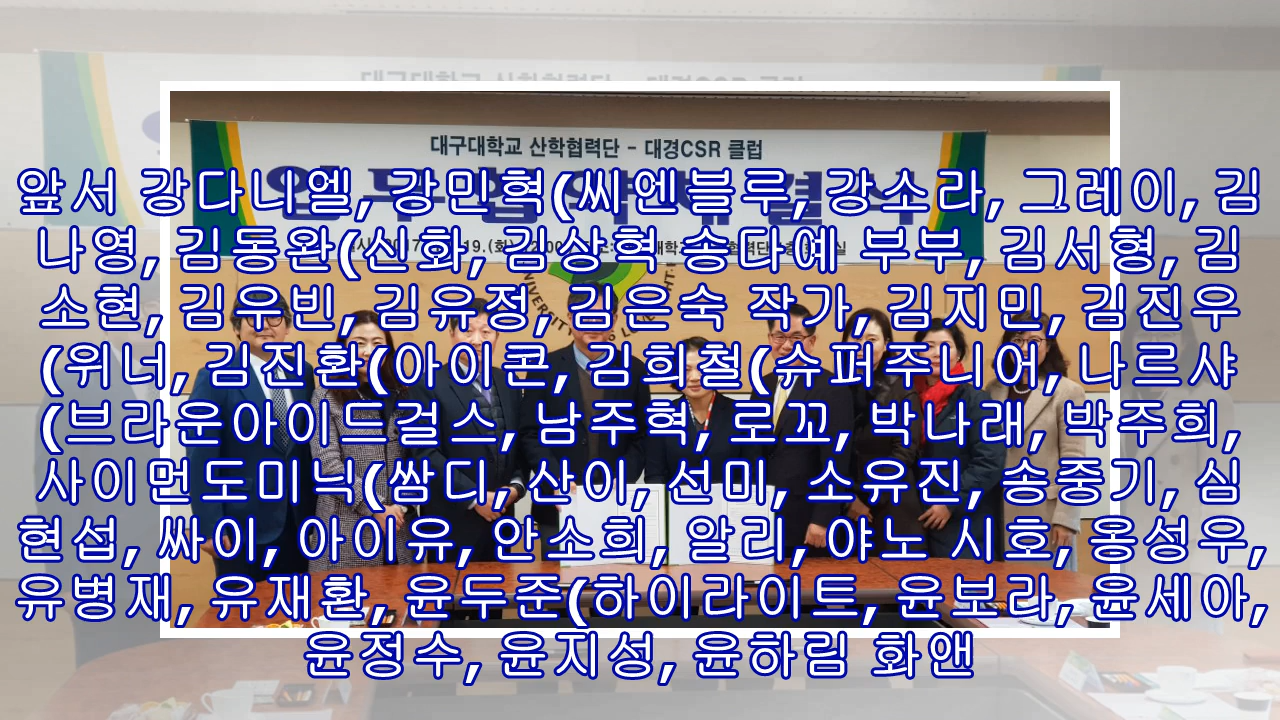 대구대학교 산학협력단 - 대경CSR 클럽
앞서 강다니엘, 강민혁(씨엔블루, 강소라, 그레이, 김
나영, 김동완(신화, 김상혁 송다예 부부, 김서형, 김
소현, 김우빈, 김유정, 김은숙 작가, 김지민, 김진우
(위너, 김진환(아이콘, 김희철(슈퍼주니어, 나르샤
(브라운아이드걸스, 남주혁, 로꼬, 박나래, 박주희,
사이먼도미닉(쌈디, 산이, 선미, 소유진, 송중기, 심
현섭, 싸이, 아이유, 안소희, 알리, 야노 시호, 옹성우,
유병재, 유재환, 윤두준(하이라이트, 윤보라, 윤세아,
윤정수, 윤지성, 윤하림 화앤